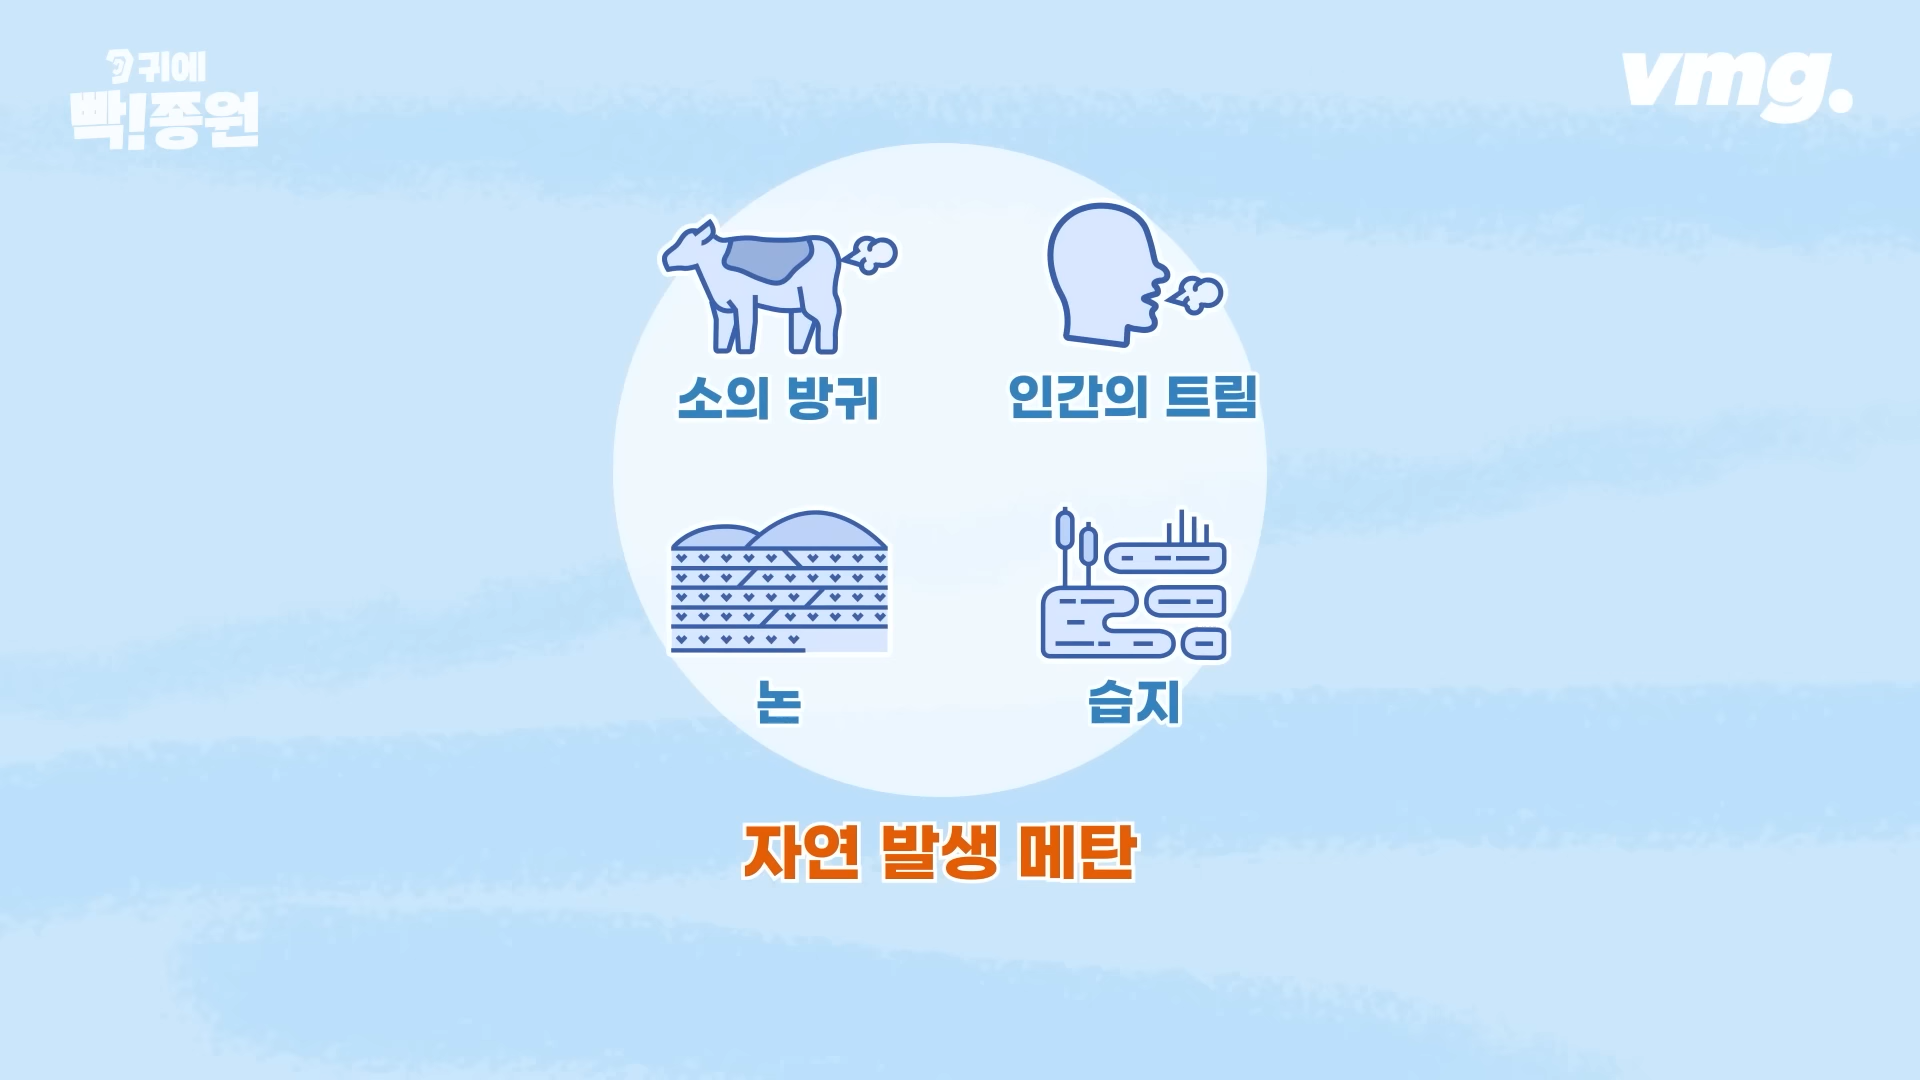 귀에
빡!종원
vmg.
소의 방귀
인간의 트림
논
습지
자연 발생 메탄